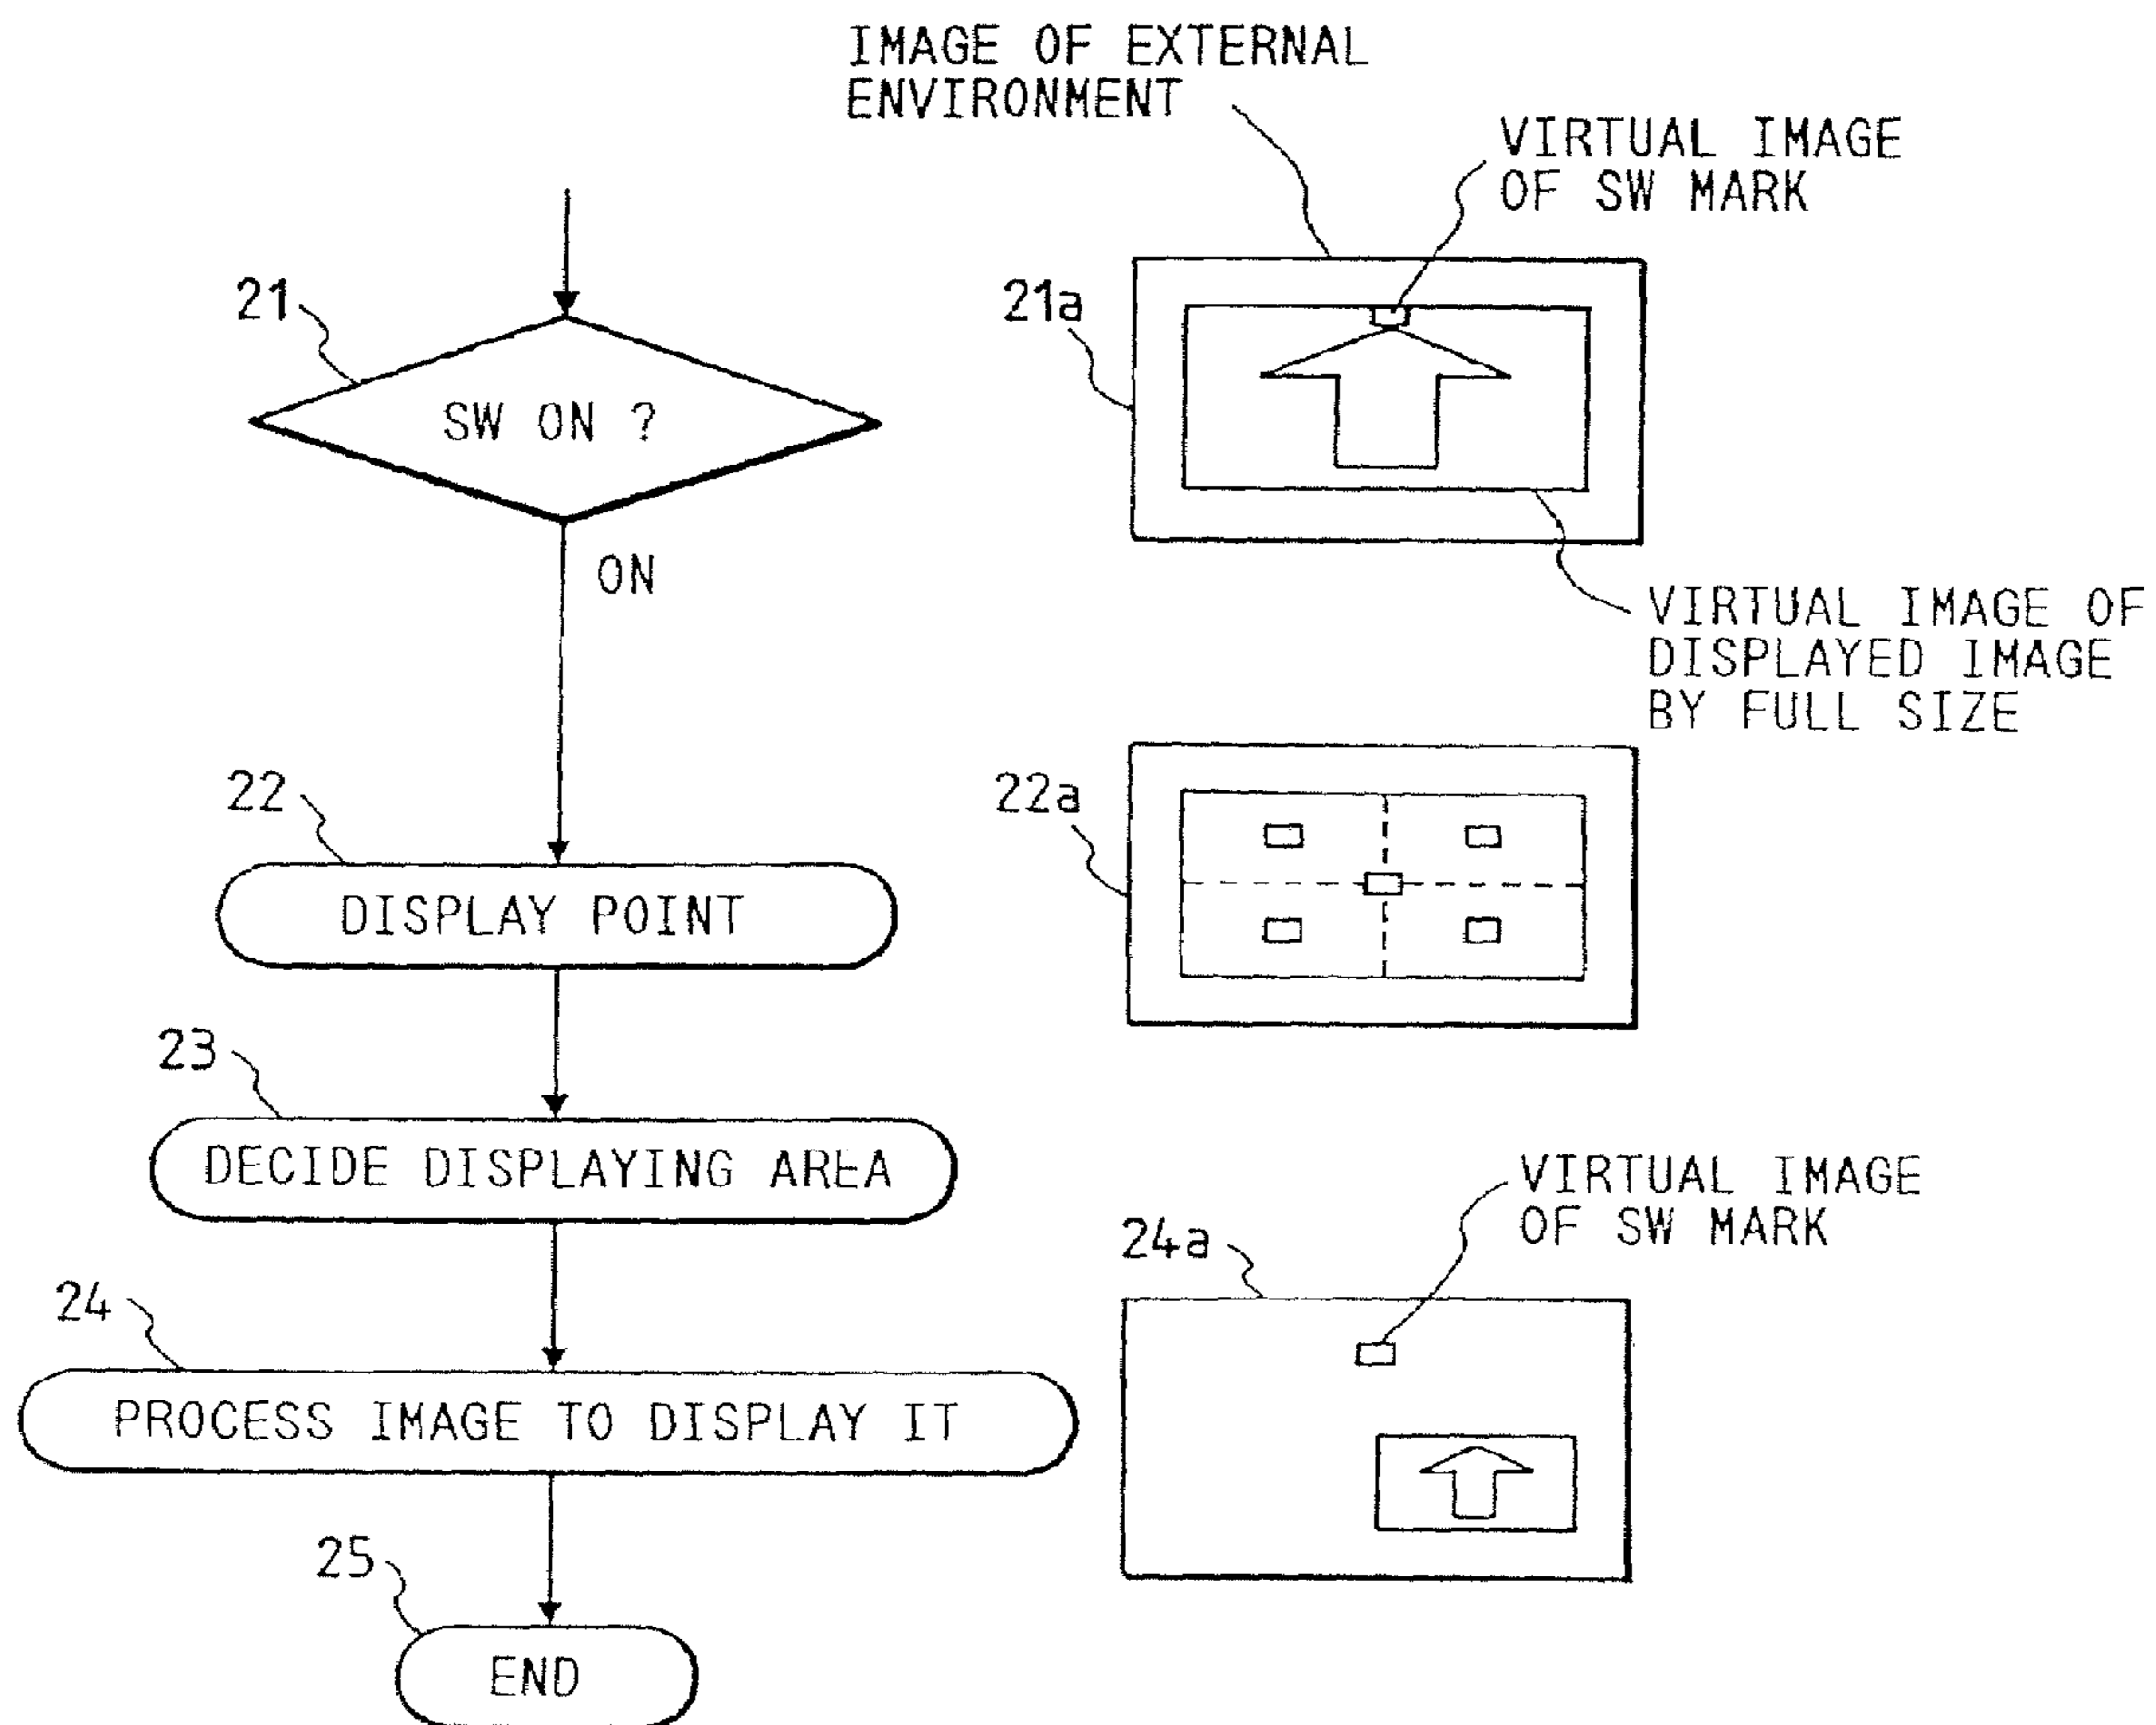 IMAGE OF EXTERNAL
ENVIRONMENT
VIRTUAL IMAGE
OF SW MARK
21
21a
SW ON ?
ON
VIRTUAL IMAGE OF
DISPLAYED IMAGE
BY FULL SIZE
22
22a
DISPLAY POINT
23
DECIDE DISPLAYING AREA
VIRTUAL IMAGE
OF SW MARK
24a
24
PROCESS IMAGE TO DISPLAY IT
25
END